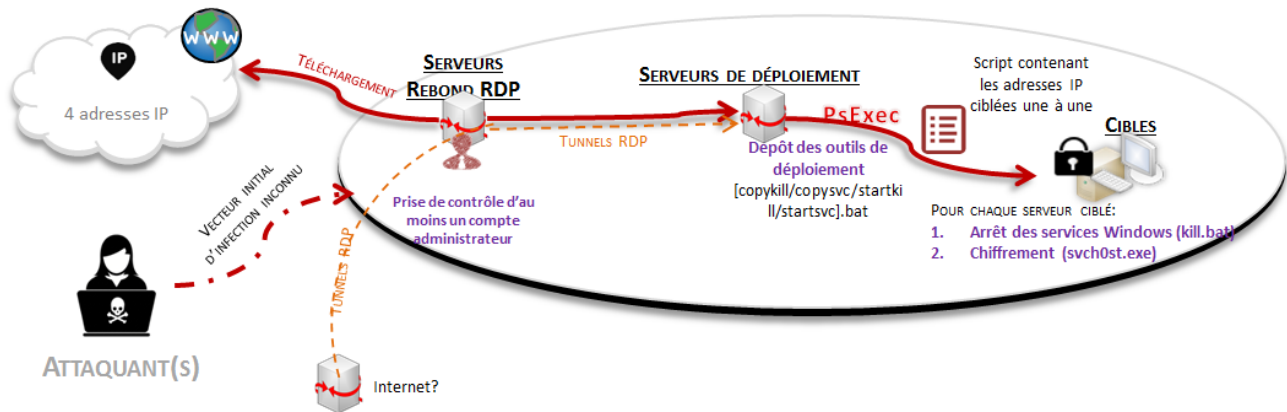 WWW
IP
4 adresses IP
TÉLÉCHARGEMENT
SERVEURS
REBOND RDP
SERVEURS DE DÉPLOIEMENT
Script contenant
les adresses IP
ciblées une à une
PsExec
CIBLES
TUNNELS RDP
Dépôt des outils de
déploiement
[copykill/copysvc/startki
ll/startsvc].bat
Prise de contrôle d'au
moins un compte
administrateur
POUR CHAQUE SERVEUR CIBLÉ:
1. Arrêt des services Windows (kill.bat)
2. Chiffrement (svch0st.exe)
VECTEUR INITIAL
D'INFECTION INCONNU
TUNNELS RDP
ATTAQUANT(S)
Internet?